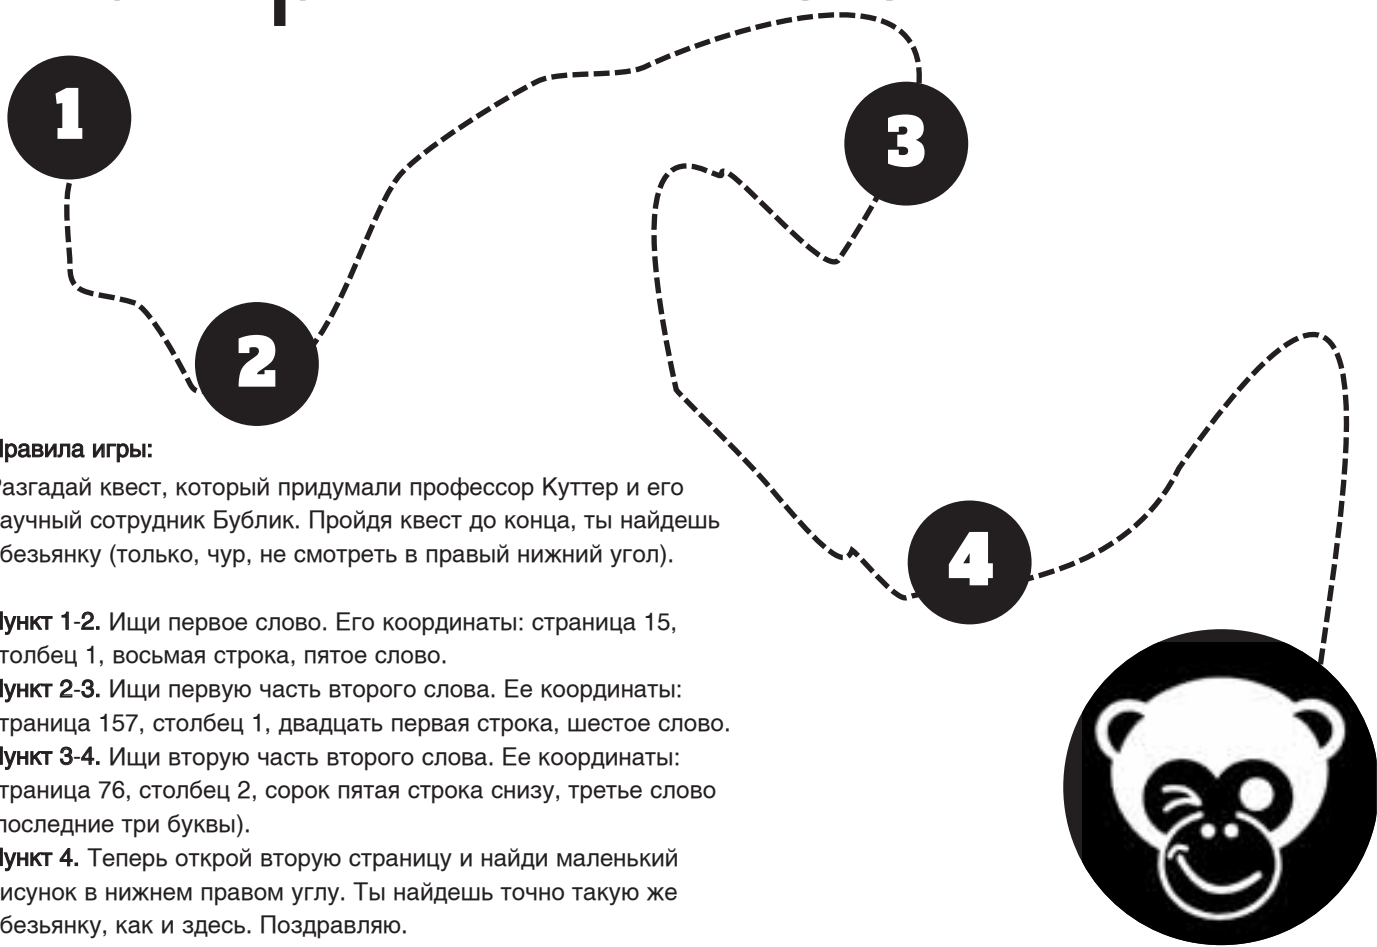 1
3
2
равила игры:
азгадай квест, который придумали профессор Куттер и его
аучный сотрудник Бублик. Пройдя квест до конца, ты найдешь
безьянку (только, чур, не смотреть в правый нижний угол).
4
ункт 1-2. Ищи первое слово. Его координаты: страница 15,
толбец 1, восьмая строка, пятое слово.
ункт 2-3. Ищи первую часть второго слова. Ее координаты:
траница 157, столбец 1, двадцать первая строка, шестое слово.
ункт 3-4. Ищи вторую часть второго слова. Ее координаты:
траница 76, столбец 2, сорок пятая строка снизу, третье слово
последние три буквы).
ункт 4. Теперь открой вторую страницу и найди маленький
исунок в нижнем правом углу. Ты найдешь точно такую же
безьянку, как и здесь. Поздравляю.